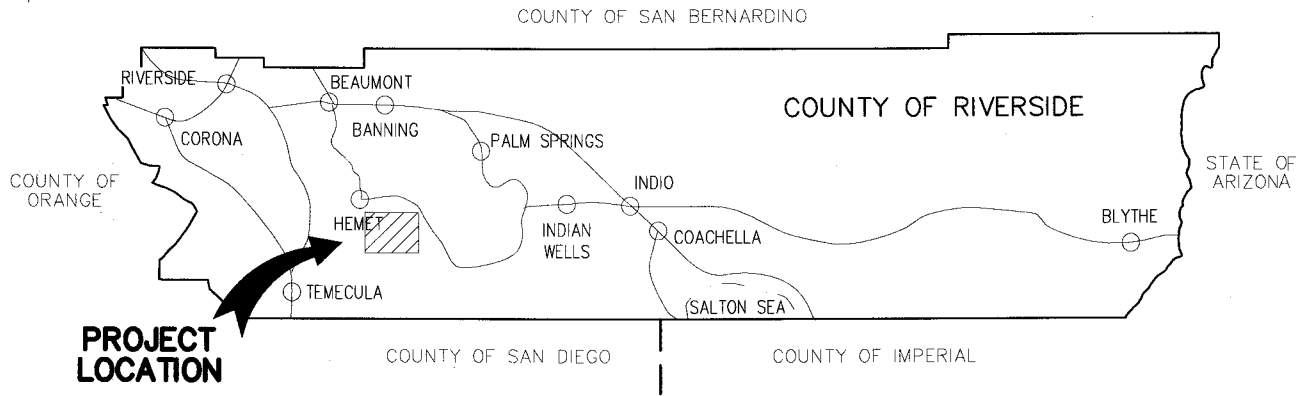 COUNTY OF SAN BERNARDINO
RIVERSIDE
BEAUMONT
COUNTY OF RIVERSIDE
CORONA
BANNING
PALM SPRINGS
STATE OF
ARIZONA
COUNTY OF
ORANGE
INDIO
HEMET
INDIAN
WELLS
COACHELLA
BLYTHE
TEMECULA
SALTON SEA
PROJECT
LOCATION
COUNTY OF SAN DIEGO
COUNTY OF IMPERIAL